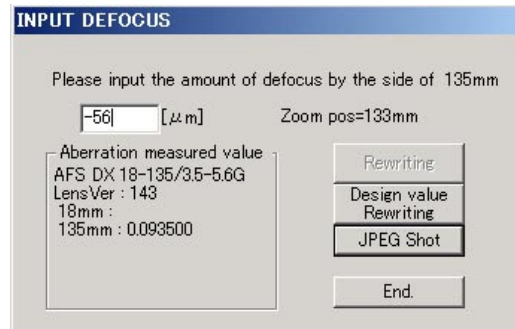 INPUT DEFOCUS
Please input the amount of defocus by the side of 135mm
-56 [μm] Zoom pos=133mm
Aberration measured value
AFS DX 18-135/3.5-5.6G
LensVer : 143
18mm :
135mm : 0.093500
Rewriting
Design value
Rewriting
JPEG Shot
End.